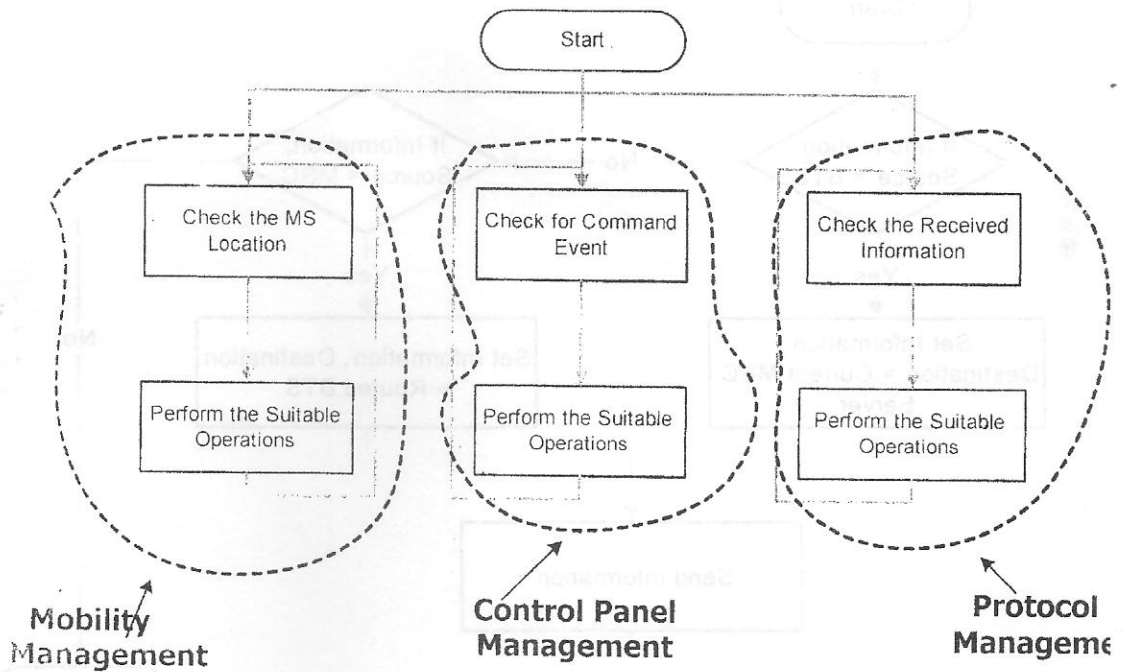 Start
Check the MS
Location
Check for Command
Event
Check the Received
Information
Perform the Suitable
Operations
Perform the Suitable
Operations
Perform the Suitable
Operations
Mobility
Management
Control Panel
Management
Protocol
Manageme